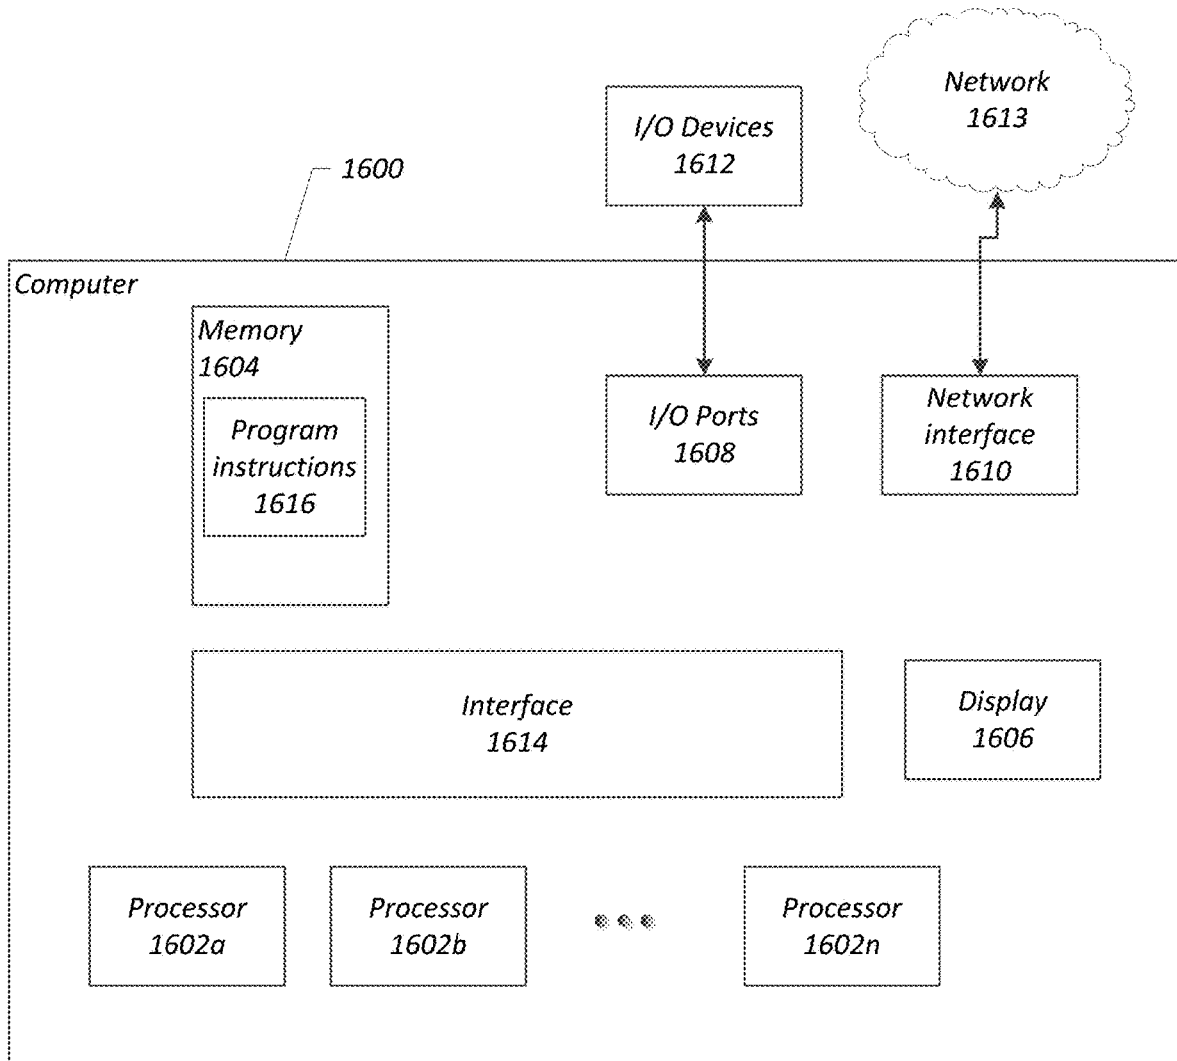 Network
1613
I/O Devices
1612
1600
Computer
Memory
1604
Program
instructions
1616
I/O Ports
1608
Network
interface
1610
Interface
1614
Display
1606
Processor
1602a
Processor
1602b
Processor
1602n